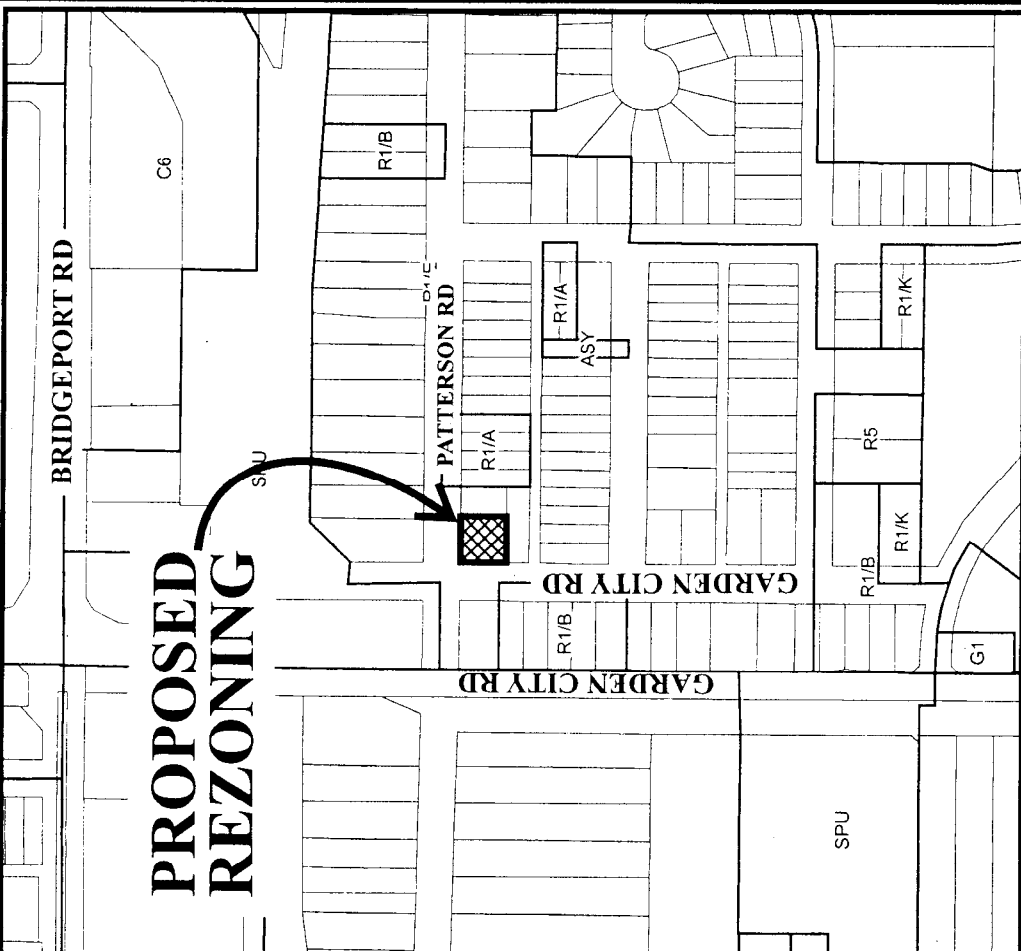 BRIDGEPORT RD
C6
SPU
R1/B
PATTERSON RD
R1/A
R1/A
ASY
PROPOSED
REZONING
GARDEN CITY RD
R1/B
GARDEN CITY RD
R5
R1/K
R1/K
R1/B
G1
SPU